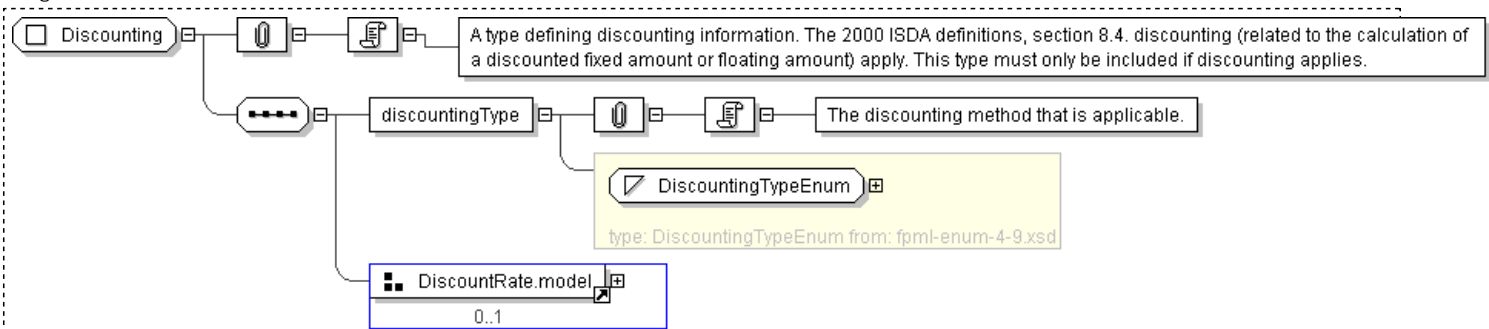 Discounting
A type defining discounting information. The 2000 ISDA definitions, section 8.4. discounting (related to the calculation of
a discounted fixed amount or floating amount) apply. This type must only be included if discounting applies.
discountingType
The discounting method that is applicable.
DiscountingTypeEnum
type: DiscountingTypeEnum from: fpml-enum-4-9.xsd
DiscountRate.model
0..1